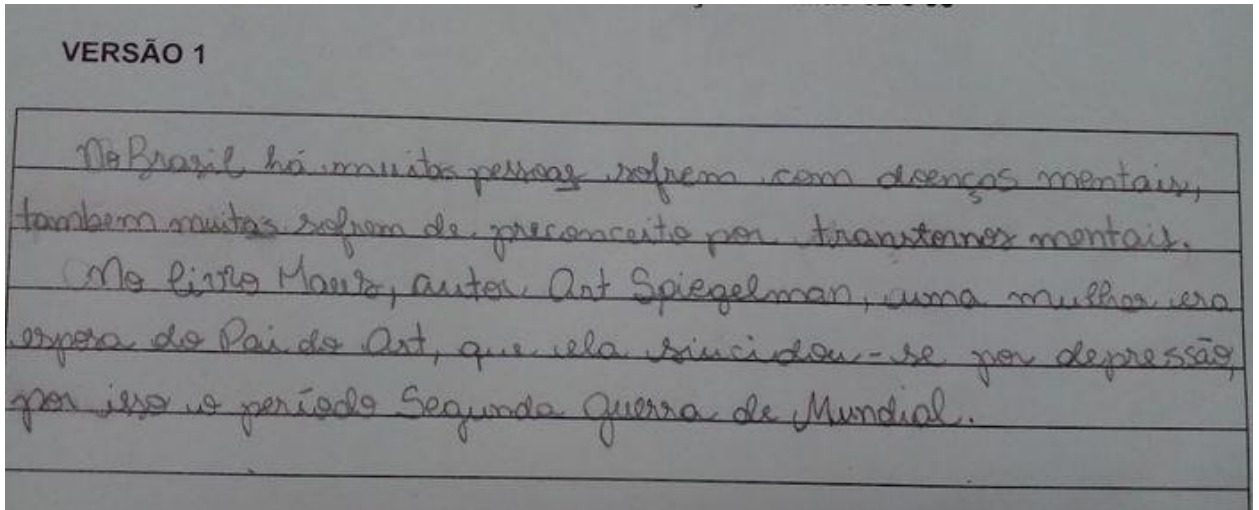 VERSÃO 1
No Brasil há muitas pessoas sofrem com doenças mentais,
tambem muitas sofrem de preconceito por transtornos mentais.
No livro Maus, autor Art Spiegelman, uma mulher era
espera do Pai do Art, que ela siucidou-se por depressão,
por isso o período Segunda guerra de Mundial.